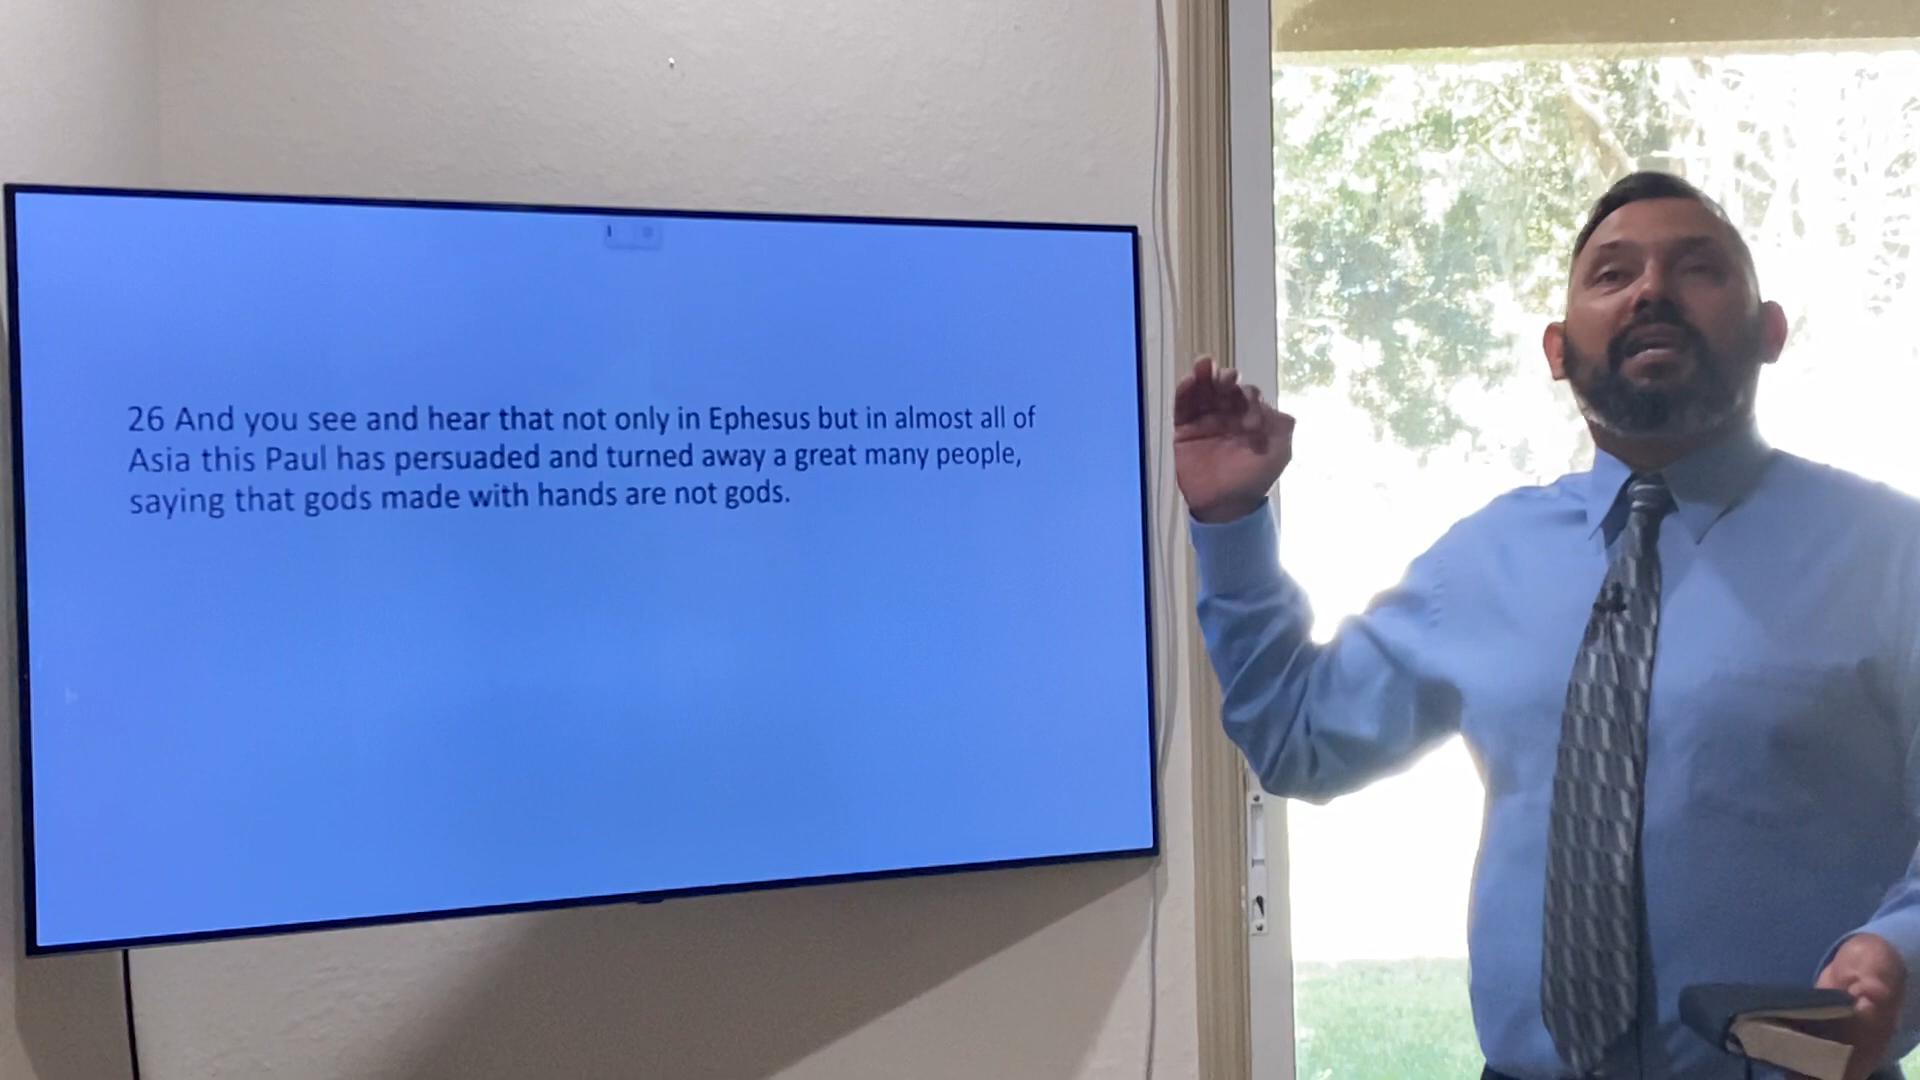 26 And you see and hear that not only in Ephesus but in almost all of
Asia this Paul has persuaded and turned away a great many people,
saying that gods made with hands are not gods.